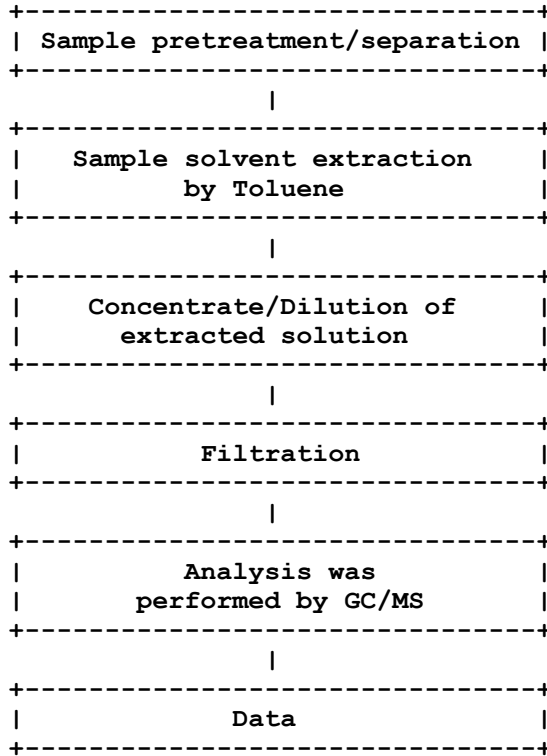 Sample pretreatment/separation
Sample solvent extraction
by Toluene
Concentrate/Dilution of
extracted solution
Filtration
Analysis was
performed by GC/MS
Data